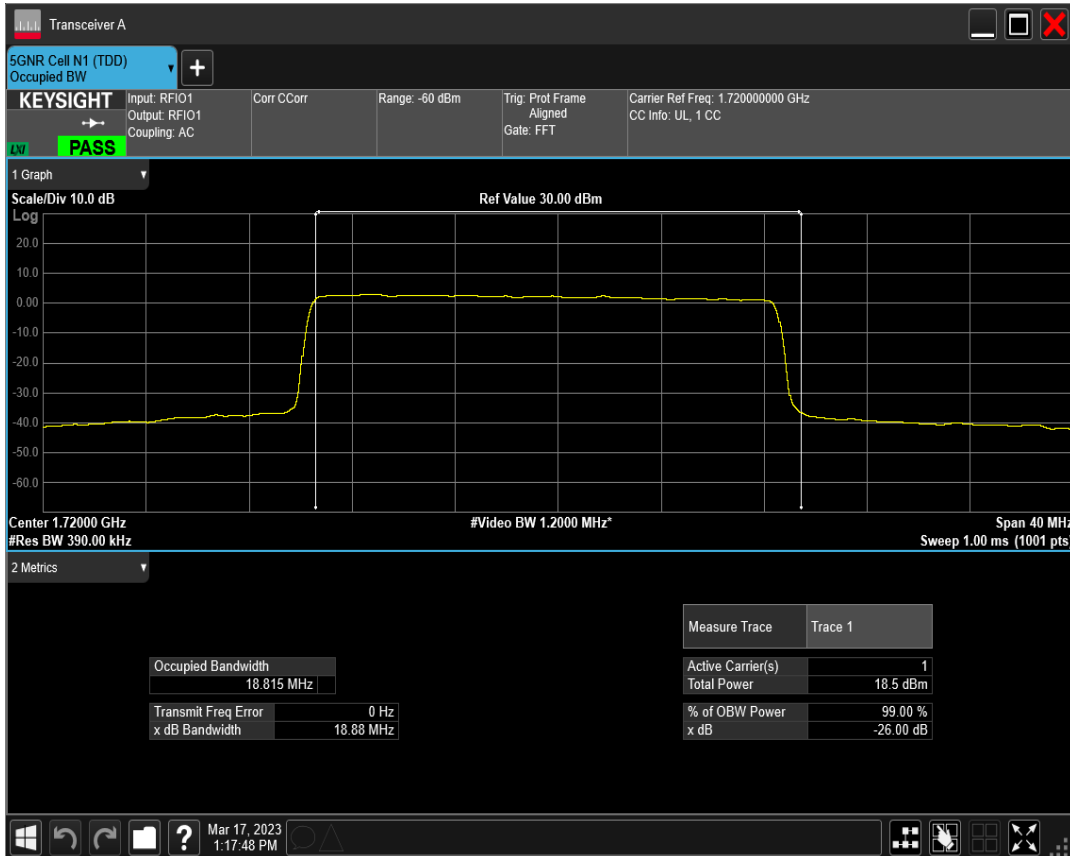 Transceiver A
5GNR Cell N1 (TDD)
Occupied BW
+
KEYSIGHT
LXI
PASS
Input: RFIO1
Output: RFIO1
Coupling: AC
Corr CCorr
Range: -60 dBm
Trig: Prot Frame
Aligned
Gate: FFT
Carrier Ref Freq: 1.720000000 GHz
CC Info: UL, 1 CC
1 Graph
Scale/Div 10.0 dB
Ref Value 30.00 dBm
Log
20.0
10.0
0.00
-10.0
-20.0
-30.0
-40.0
-50.0
-60.0
Center 1.72000 GHz
#Video BW 1.2000 MHz*
Span 40 MHz
#Res BW 390.00 kHz
Sweep 1.00 ms (1001 pts)
2 Metrics
Measure Trace Trace 1
Occupied Bandwidth
18.815 MHz
Active Carrier(s) 1
Total Power 18.5 dBm
Transmit Freq Error 0 Hz
x dB Bandwidth 18.88 MHz
% of OBW Power 99.00 %
x dB -26.00 dB
?
Mar 17, 2023
1:17:48 PM